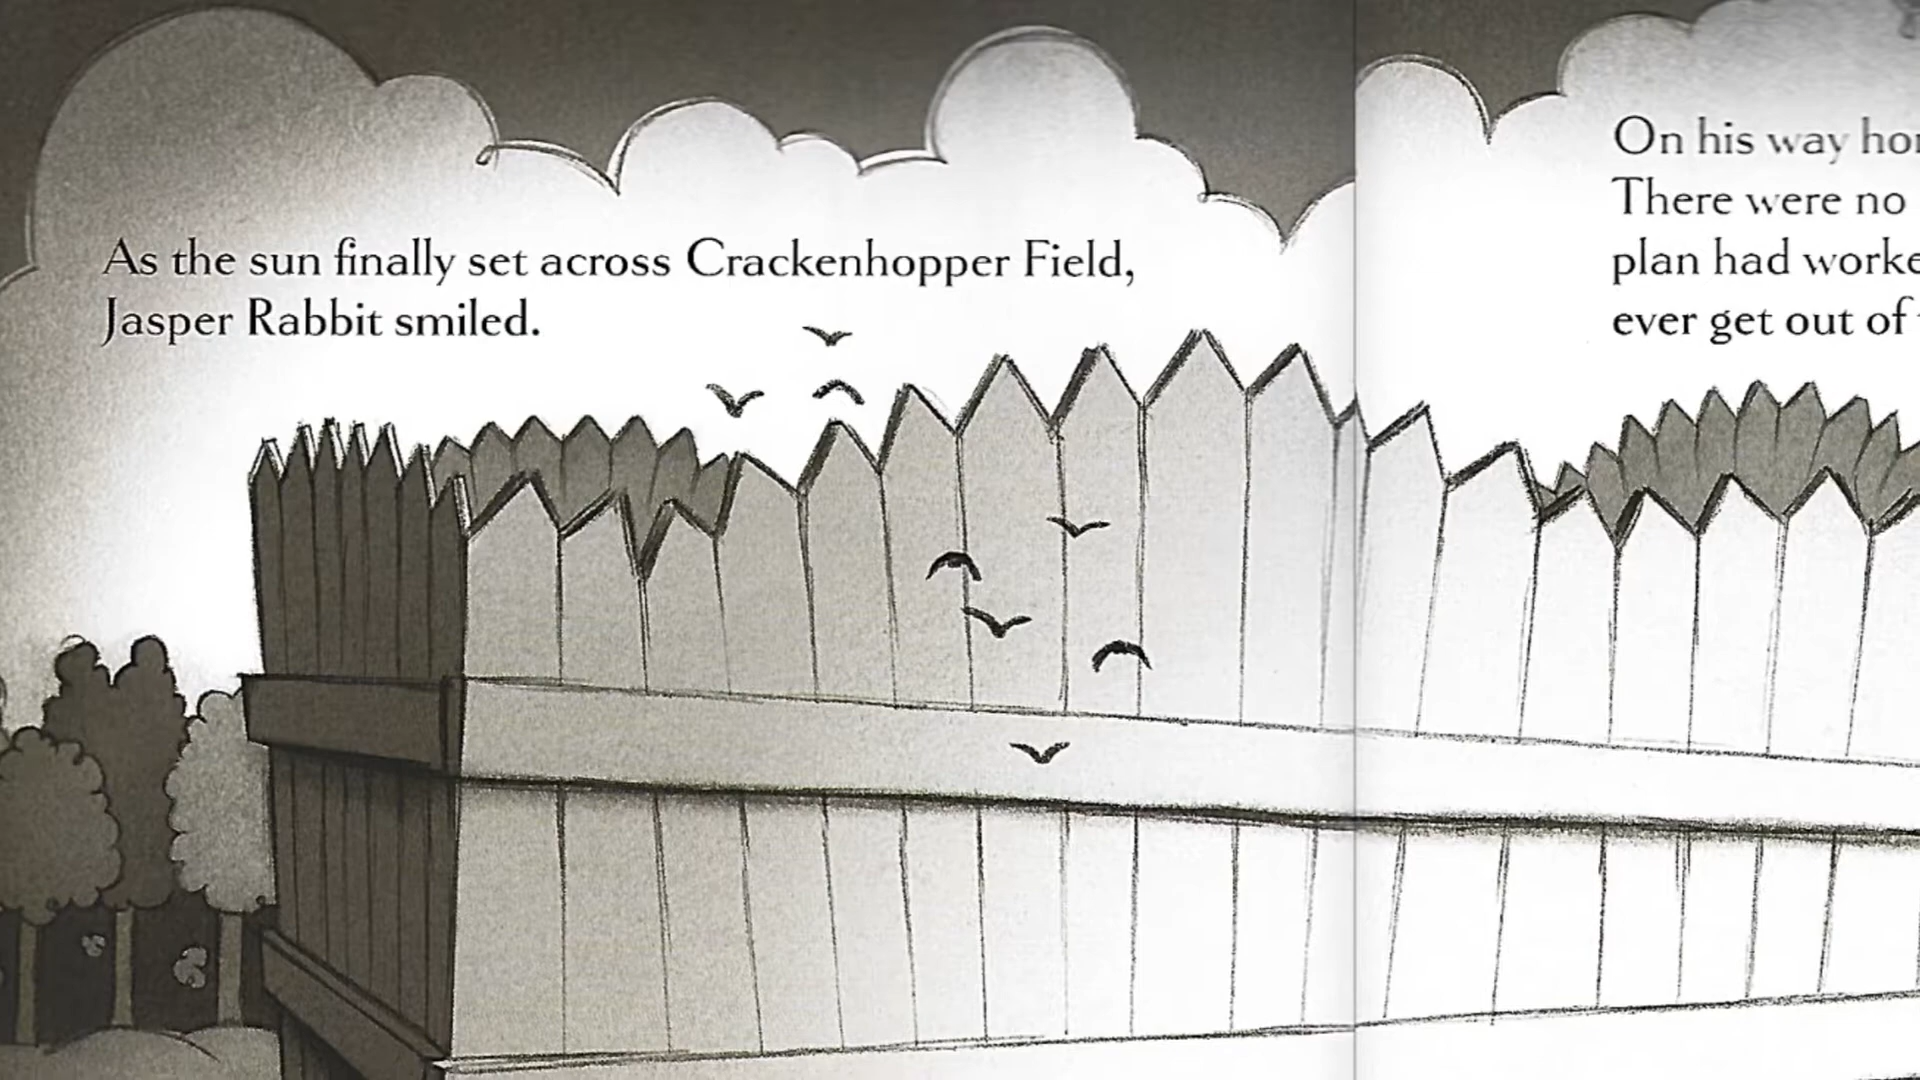 As the sun finally set across Crackenhopper Field,
Jasper Rabbit smiled.
On his way
There were no
plan had
ever get out of